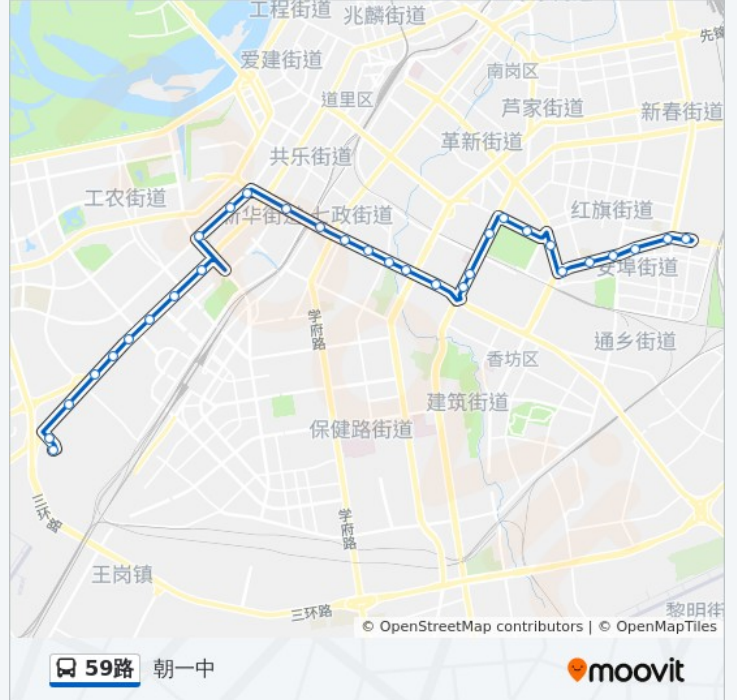 工程街道
兆麟街道
先锋
爱建街道
南岗区
道里区
芦家街道
新春街道
革新街道
共乐街道
工农街道
新华街道
七政街道
红旗街道
安埠街道
学府路
通乡街道
香坊区
建筑街道
保健路街道
三环路
学府路
王岗镇
三环路
黎明街
© OpenStreetMap contributors | © OpenMapTiles
59路 朝一中
moovit